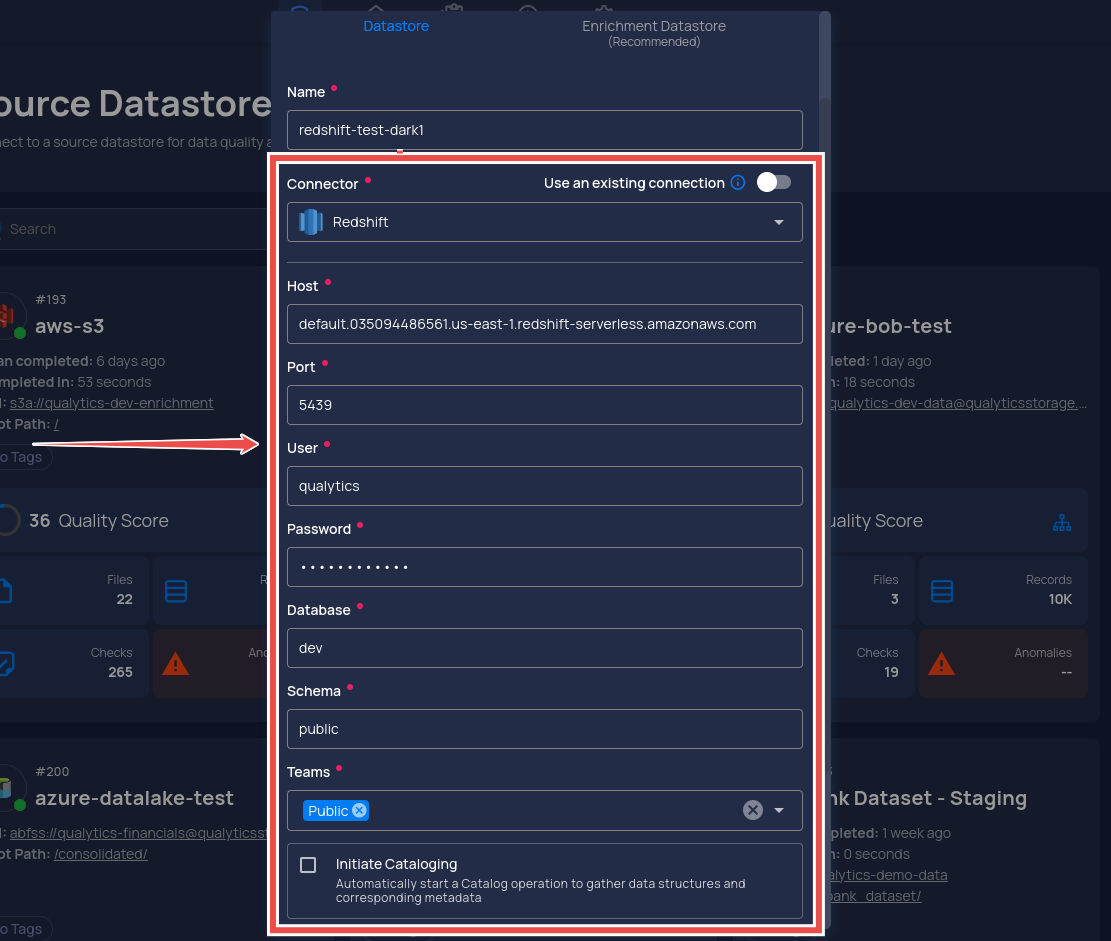 Datastore
Enrichment Datastore
(Recommended)
Name
redshift-test-dark1
Connector
Use an existing connection
Redshift
Host
default.035094486561.us-east-1.redshift-serverless.amazonaws.com
Port
5439
User
qualytics
Password
••••••••••••
Database
dev
Schema
public
Teams
Public
Initiate Cataloging
Automatically start a Catalog operation to gather data structures and
corresponding metadata
ource Datastore
nect to a source datastore for data quality a
Search
#193
aws-s3
an completed: 6 days ago
mpleted In: 53 seconds
s3a://qualytics-dev-enrichment
ot Path: /
o Tags
36 Quality Score
Files
22
Checks
265
#200
azure-datalake-test
abfss://qualytics-financials@qualyticsst
ot Path: /consolidated/
o Tags
ure-bob-test
leted: 1 day ago
n: 18 seconds
qualytics-dev-data@qualyticsstorage....
uality Score
Files
3
Records
10K
Checks
19
Anomalies
--
nk Dataset - Staging
pleted: 1 week ago
n: 0 seconds
alytics-demo-data
bank_dataset/